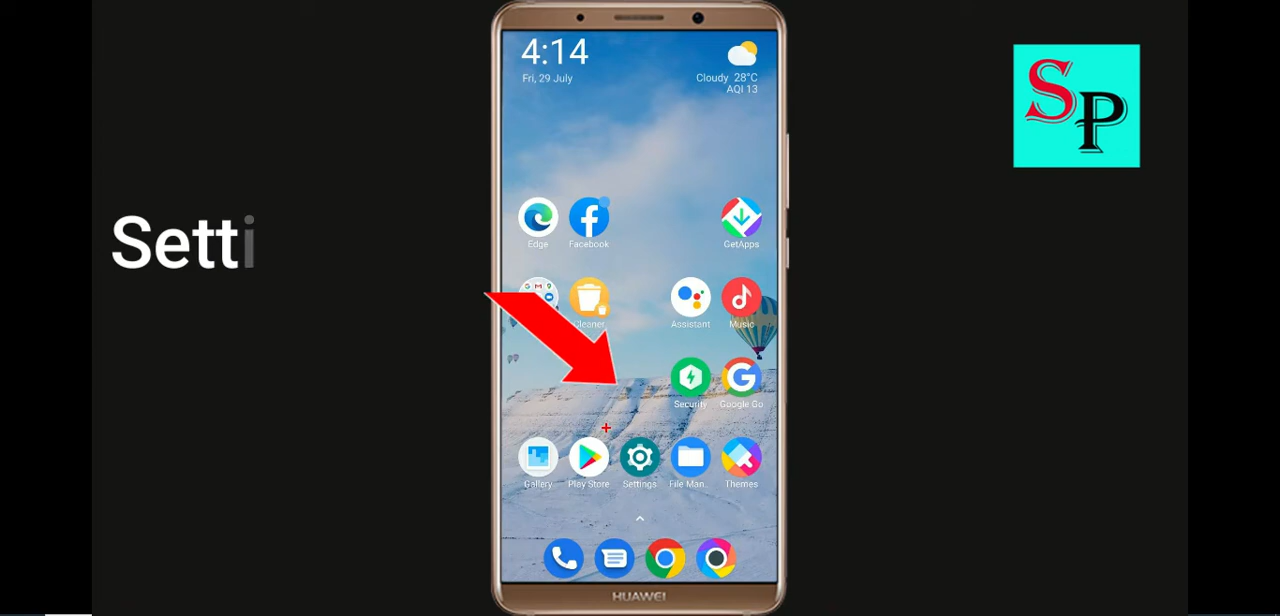 4:14
Fri, 29 July
Cloudy 28°C
AQI 13
SP
Setti
Edge
Facebook
GetApps
Cleaner
Assistant
Music
Security
Google Go
Gallery
Play Store
Settings
File Man..
Themes
HUAWEI